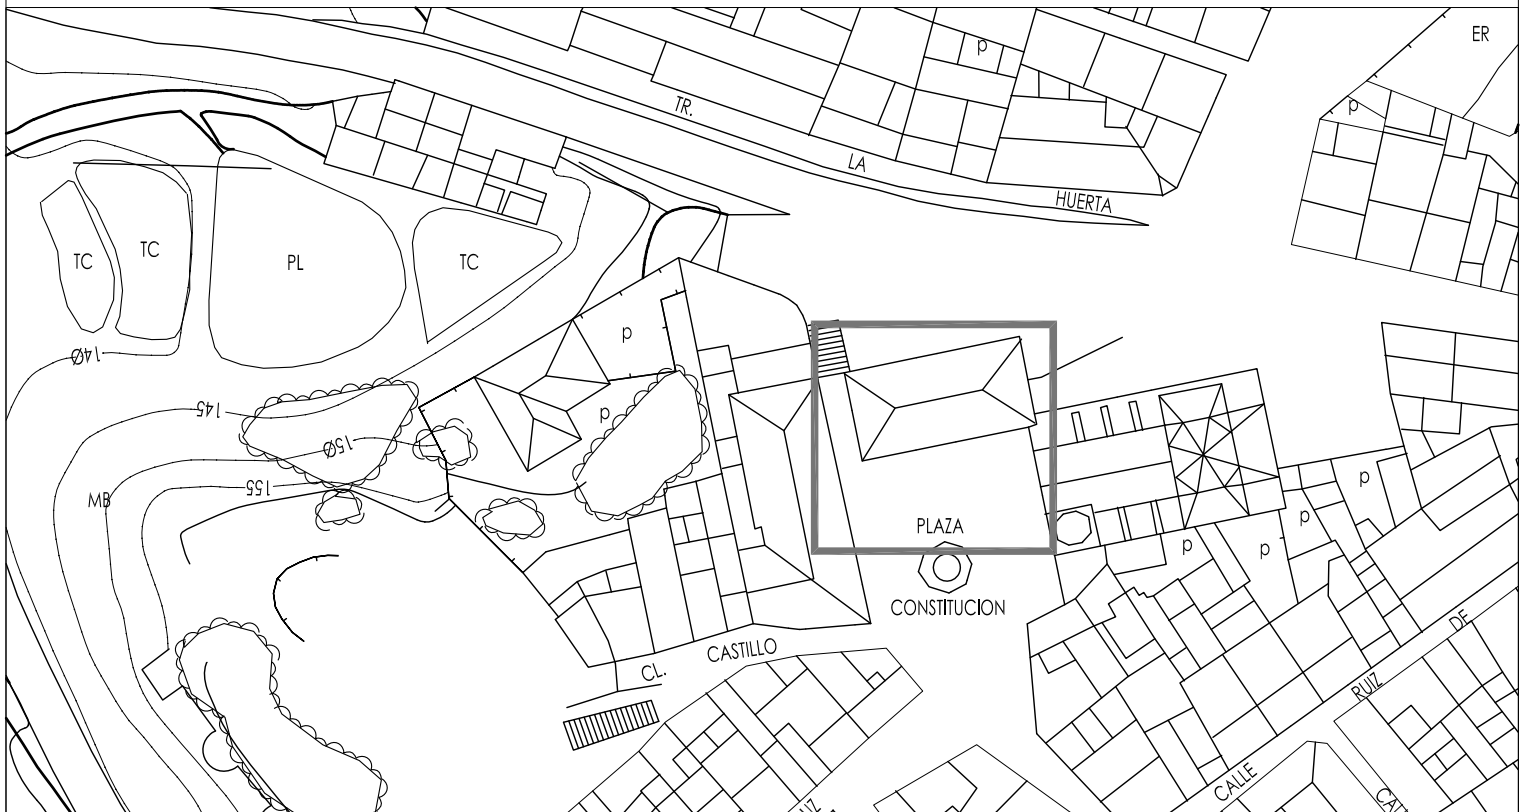 ER
p
p
TR.
LA
HUERTA
TC
TC
PL
TC
p
140
145
p
150
155
MB
p
p
p
p
PLAZA
CONSTITUCION
CL.
CASTILLO
CALLE
RUIZ
DE